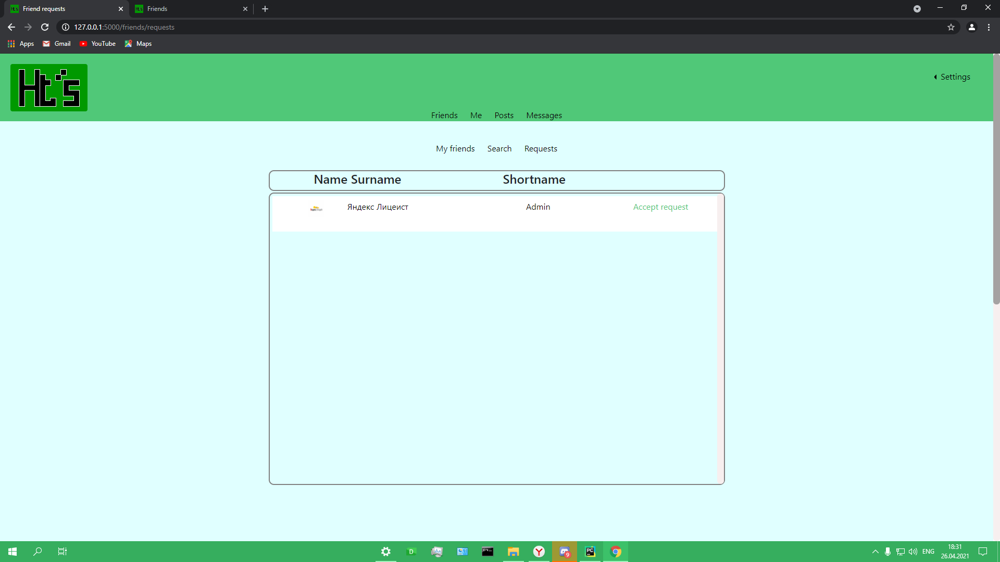 Friend requests
Friends
127.0.0.1:5000/friends/requests
Apps
Gmail
YouTube
Maps
Ht's
Settings
Friends Me Posts Messages
My friends Search Requests
Name Surname Shortname
Яндекс Лицеист Admin Accept request
D
C:\
Y
9
PC
ENG
18:31
26.04.2021